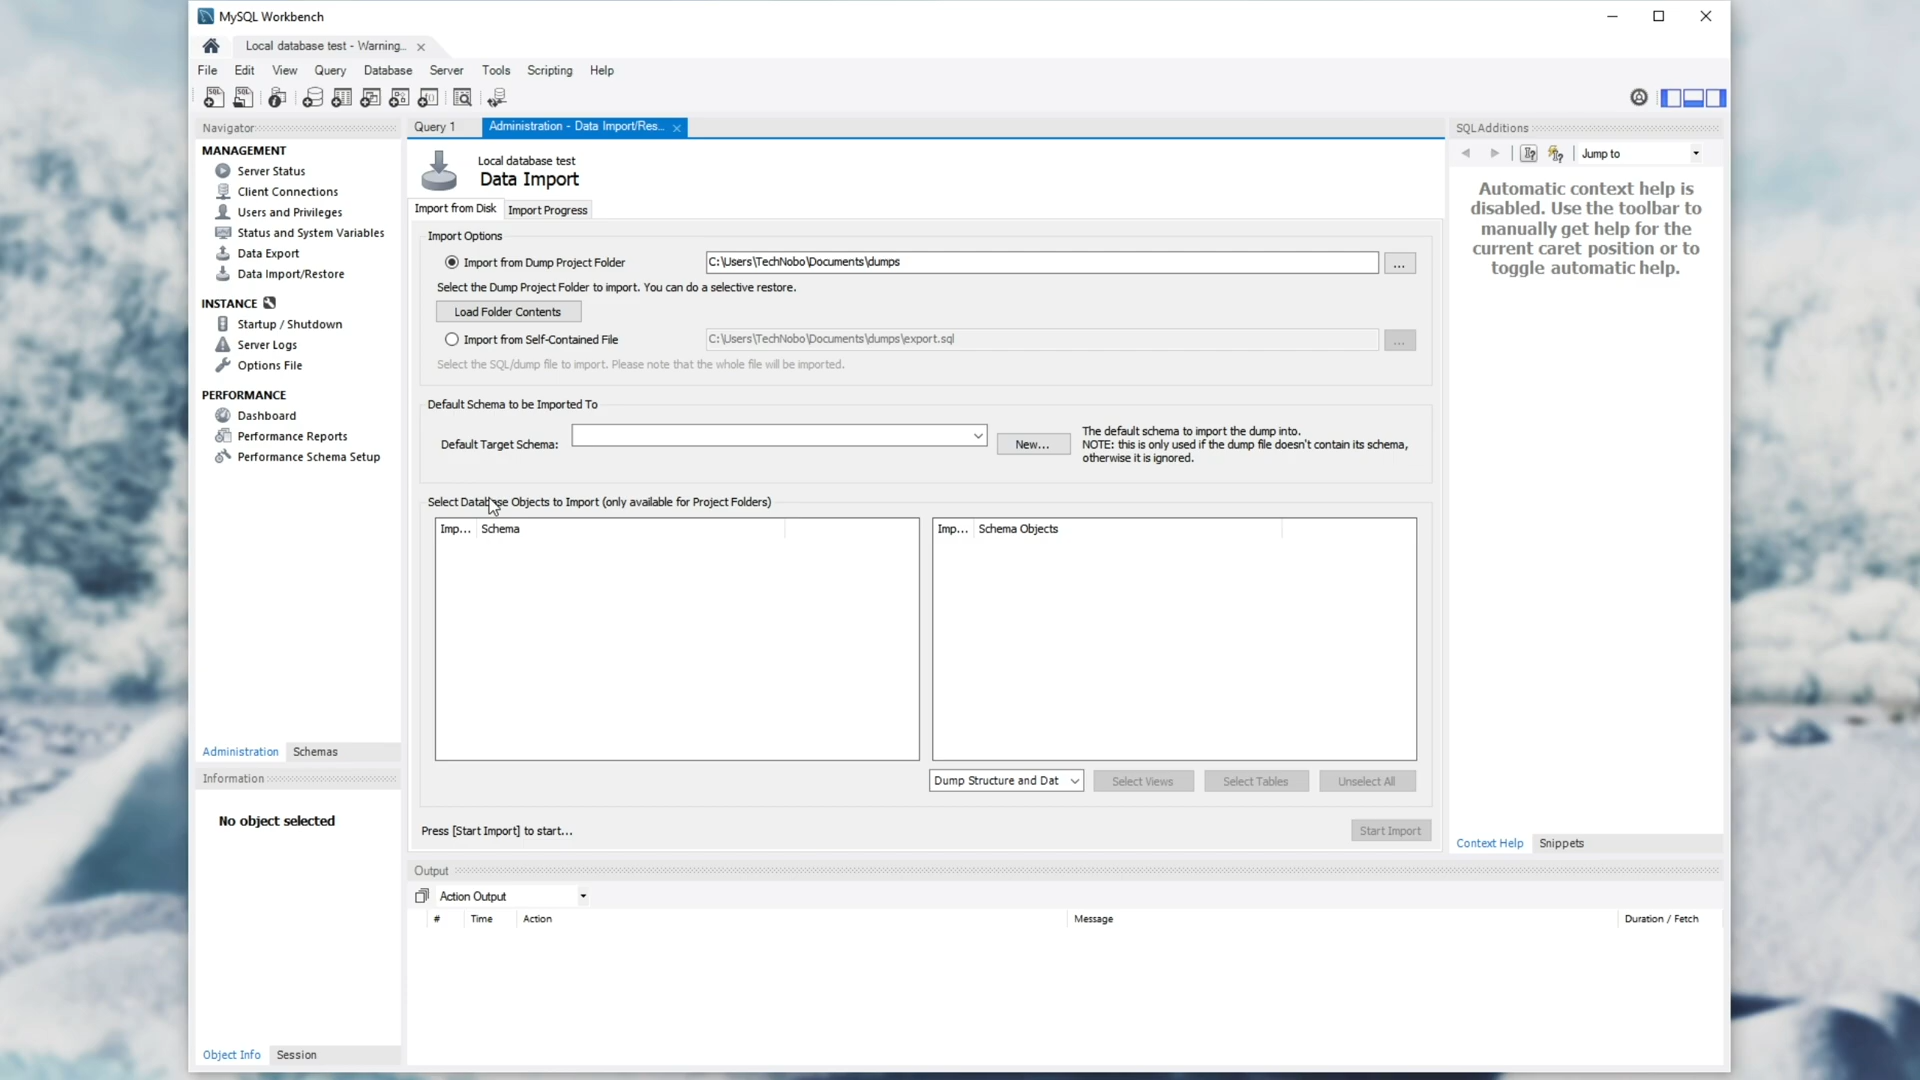 MySQL Workbench
Local database test - Warning...
File Edit View Query Database Server Tools Scripting Help
Navigator
MANAGEMENT
Server Status
Client Connections
Users and Privileges
Status and System Variables
Data Export
Data Import/Restore
INSTANCE
Startup / Shutdown
Server Logs
Options File
PERFORMANCE
Dashboard
Performance Reports
Performance Schema Setup
Administration Schemas
Information
No object selected
Object Info Session
Query 1 Administration - Data Import/Res...
Local database test
Data Import
Import from Disk Import Progress
Import Options
Import from Dump Project Folder C:\Users\TechNobo\Documents\dumps ...
Select the Dump Project Folder to import. You can do a selective restore.
Load Folder Contents
Import from Self-Contained File C:\Users\TechNobo\Documents\dumps\export.sql ...
Select the SQL/dump file to import. Please note that the whole file will be imported.
Default Schema to be Imported To
Default Target Schema: New...
The default schema to import the dump into.
NOTE: this is only used if the dump file doesn't contain its schema,
otherwise it is ignored.
Select Database Objects to Import (only available for Project Folders)
Imp... Schema
Imp... Schema Objects
Dump Structure and Dat Select Views Select Tables Unselect All
Press [Start Import] to start... Start Import
Output
Action Output
# Time Action Message Duration / Fetch
SQLAdditions
Jump to
Automatic context help is
disabled. Use the toolbar to
manually get help for the
current caret position or to
toggle automatic help.
Context Help Snippets